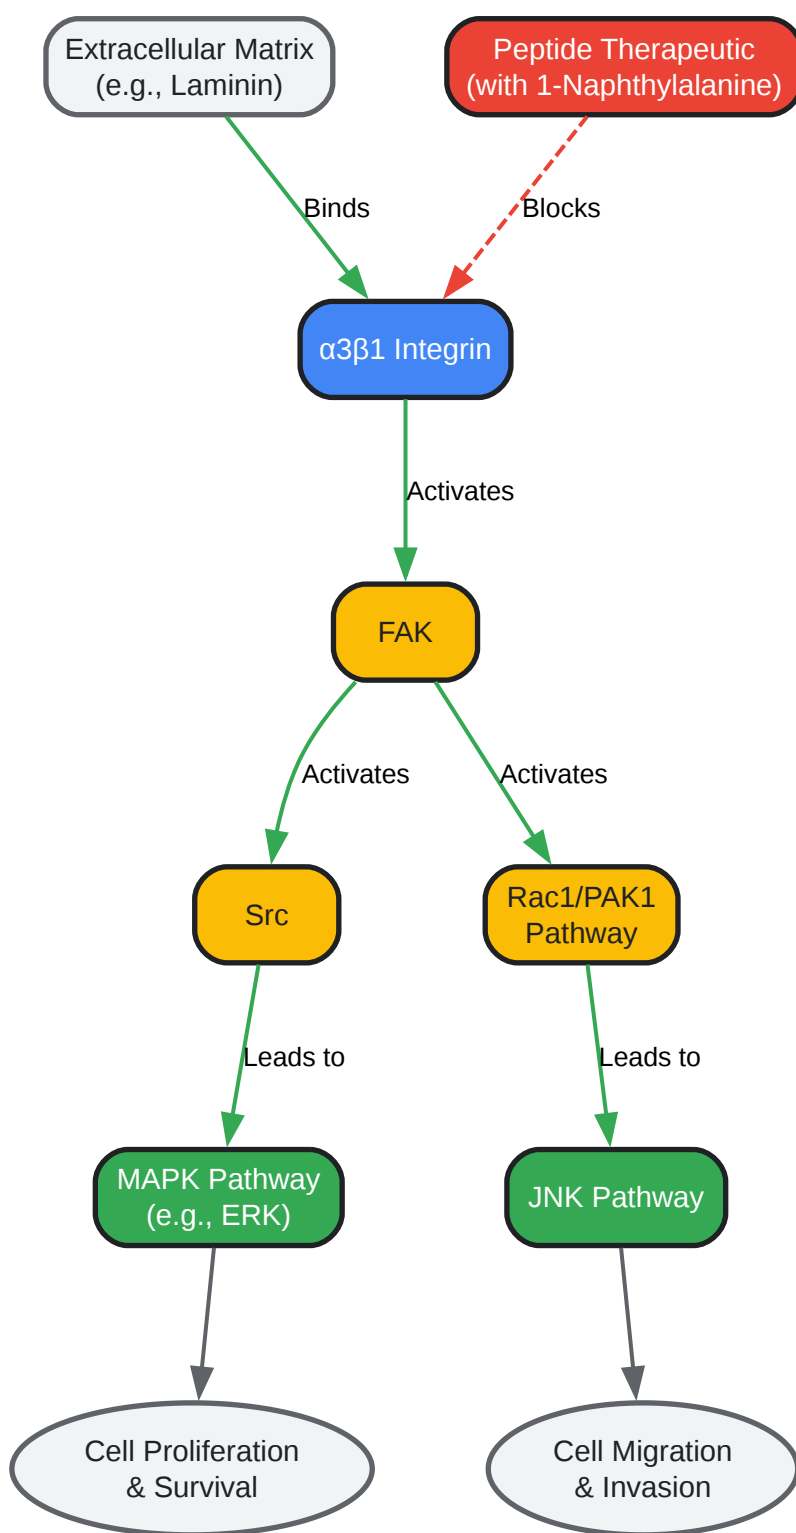 Extracellular Matrix
(e.g., Laminin)
Peptide Therapeutic
(with 1-Naphthylalanine)
Binds
Blocks
α3β1 Integrin
Activates
FAK
Activates
Activates
Src
Rac1/PAK1
Pathway
Leads to
Leads to
MAPK Pathway
(e.g., ERK)
JNK Pathway
Cell Proliferation
& Survival
Cell Migration
& Invasion